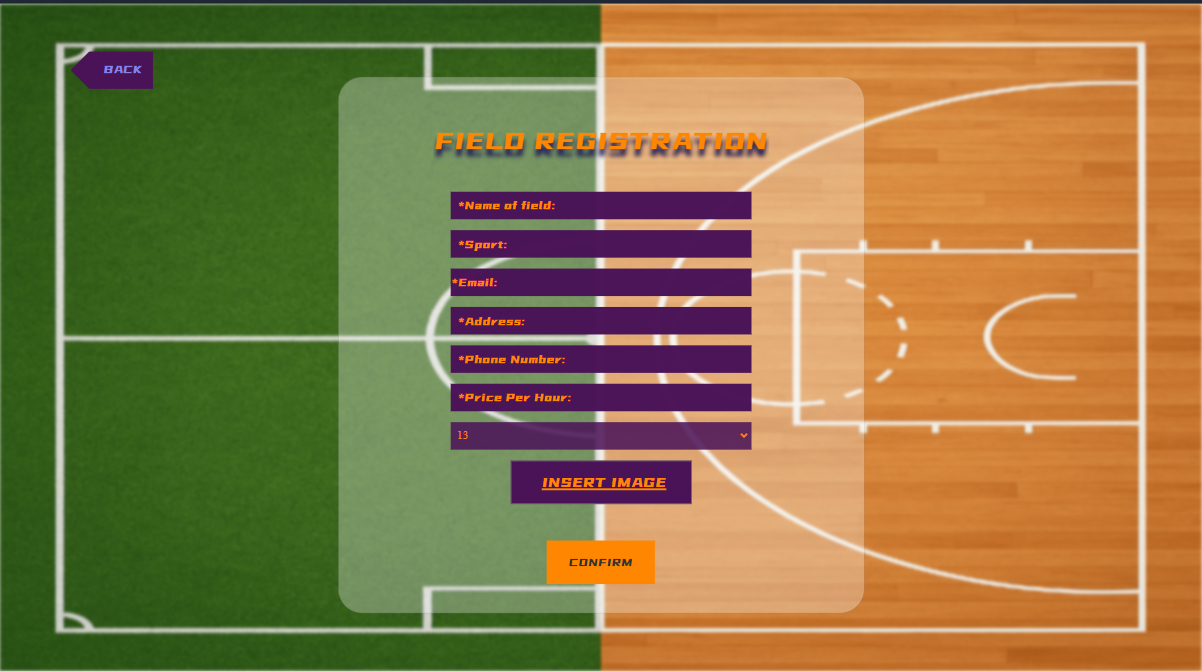 BACK
FIELD REGISTRATION
*Name of field:
*Sport:
*Email:
*Address:
*Phone Number:
*Price Per Hour:
13
INSERT IMAGE
CONFIRM